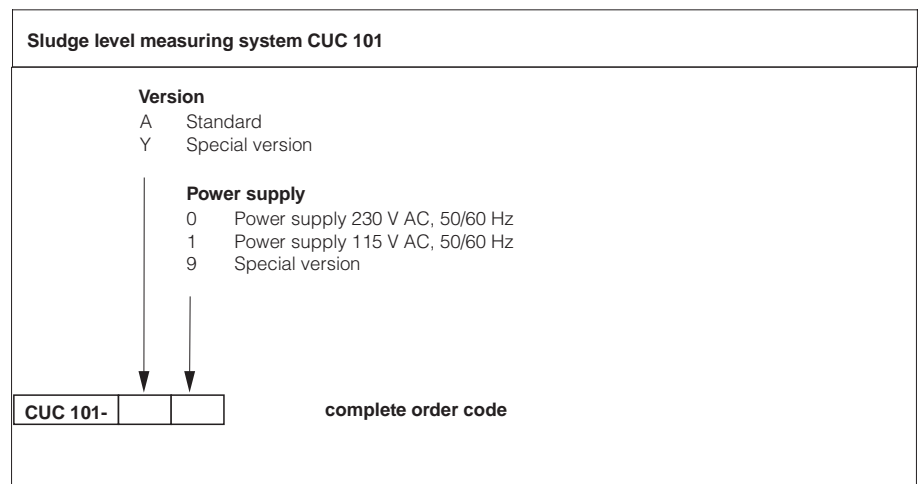 Sludge level measuring system CUC 101
Version
A Standard
Y Special version
Power supply
0 Power supply 230 V AC, 50/60 Hz
1 Power supply 115 V AC, 50/60 Hz
9 Special version
CUC 101- complete order code